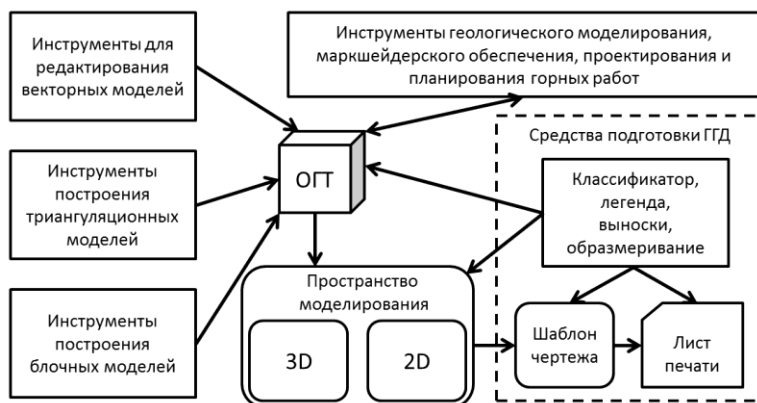 Инструменты для
редактирования
векторных моделей
Инструменты геологического моделирования,
маркшейдерского обеспечения, проектирования и
планирования горных работ
Средства подготовки ГГД
ОГТ
Инструменты
построения
триангуляционных
моделей
Классификатор,
легенда,
выноски,
образмеривание
Пространство
моделирования
3D
2D
Инструменты
построения
блочных моделей
Шаблон
чертежа
Лист
печати